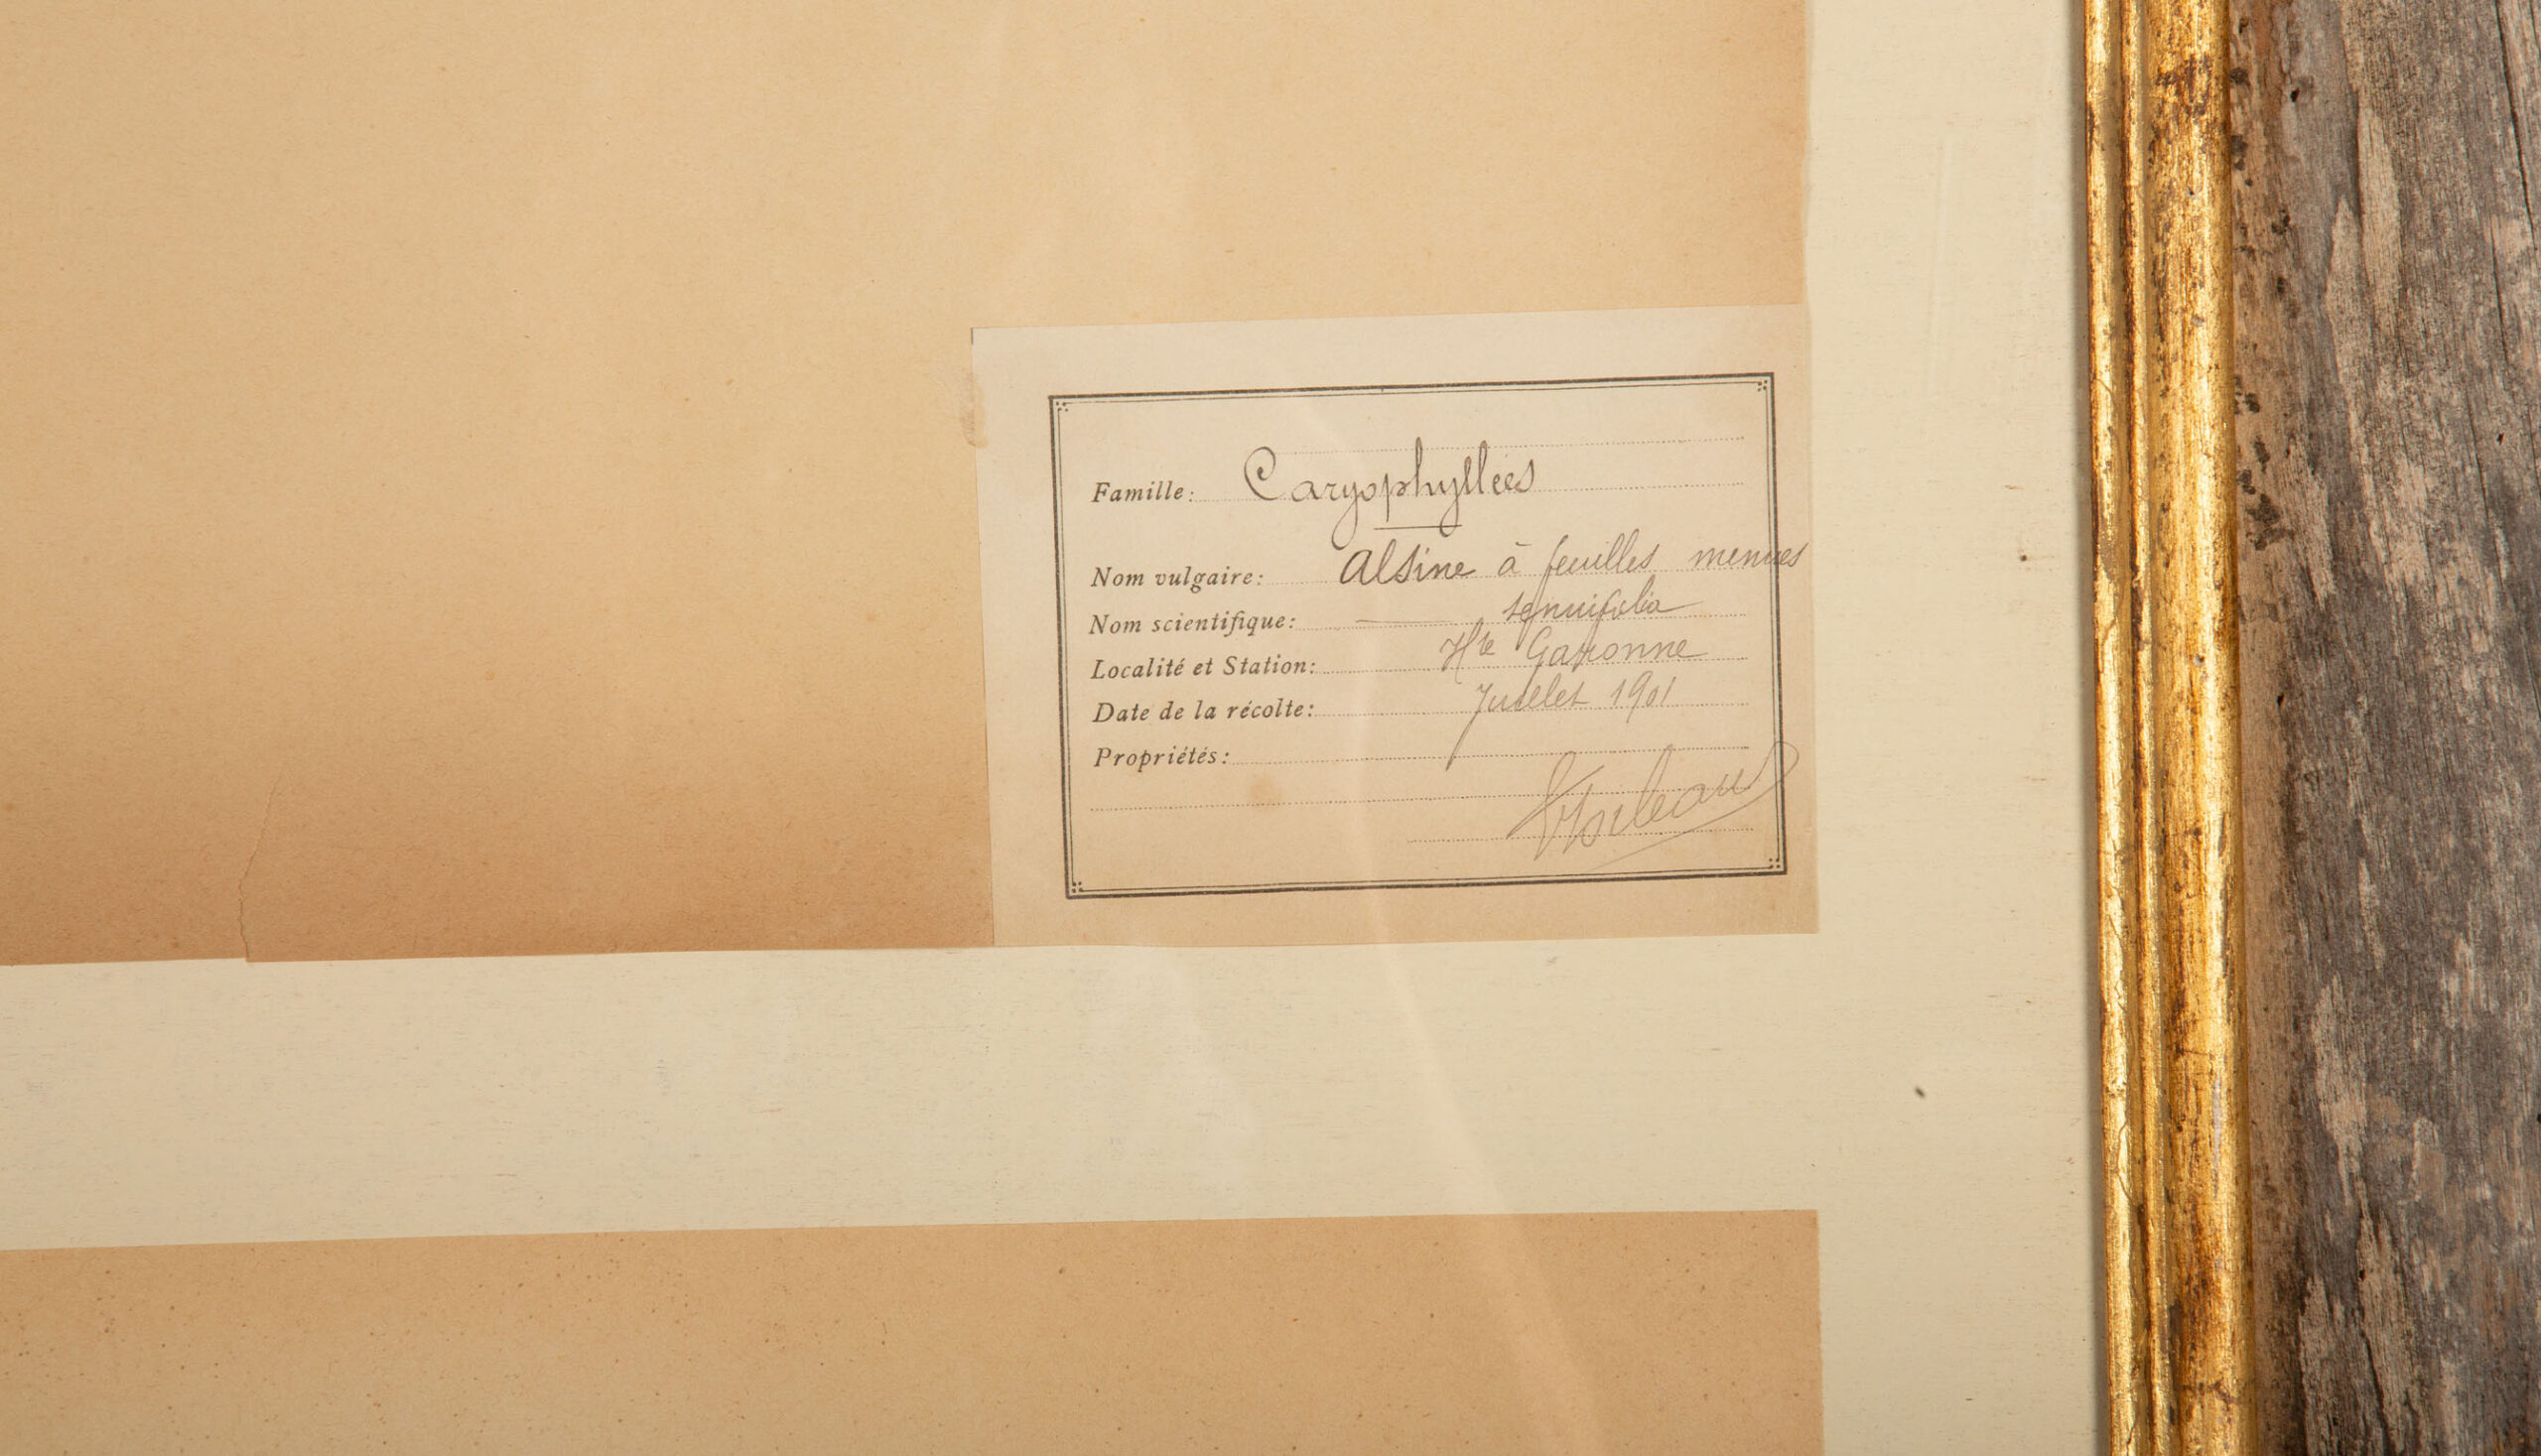 Famille: Caryophyllées
Nom vulgaire: Alsine à feuilles menues
Nom scientifique: — tenuifolia
Localité et Station: Hte Garonne
Date de la récolte: Juillet 1901
Propriétés: